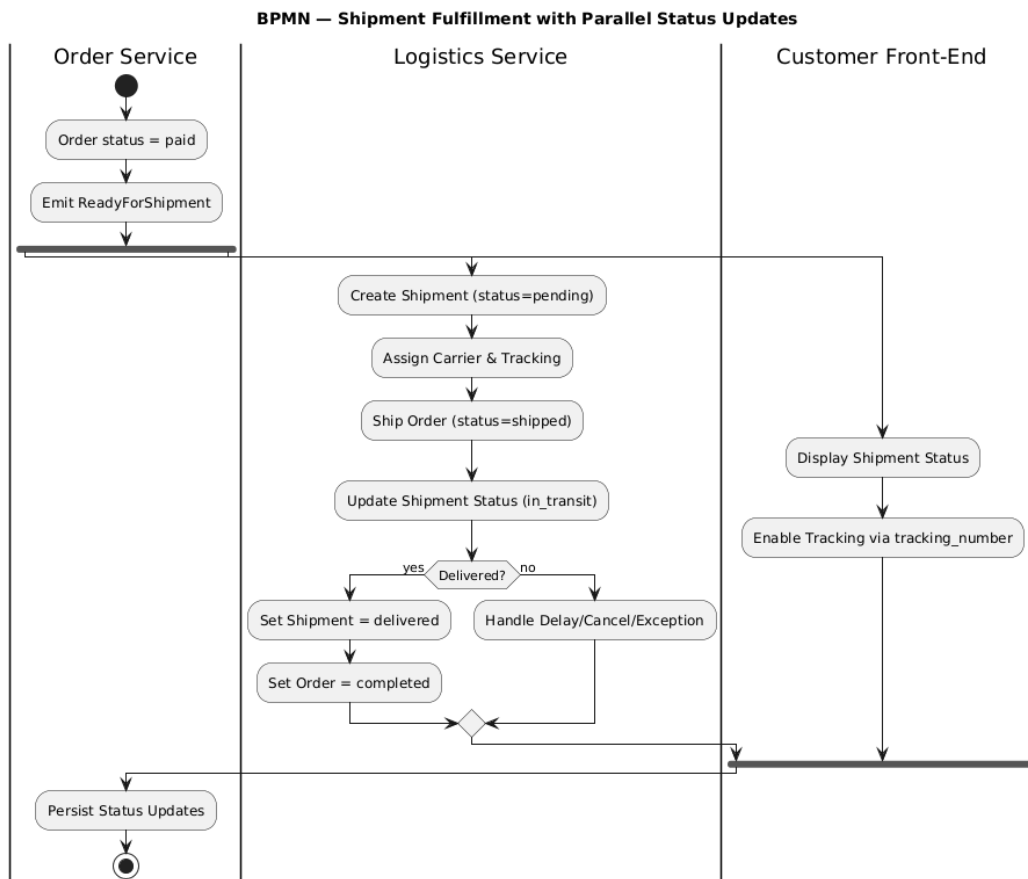 BPMN — Shipment Fulfillment with Parallel Status Updates
Order Service
Logistics Service
Customer Front-End
Order status = paid
Emit ReadyForShipment
Create Shipment (status=pending)
Assign Carrier & Tracking
Ship Order (status=shipped)
Display Shipment Status
Update Shipment Status (in_transit)
Enable Tracking via tracking_number
yes
Delivered?
no
Set Shipment = delivered
Handle Delay/Cancel/Exception
Set Order = completed
Persist Status Updates